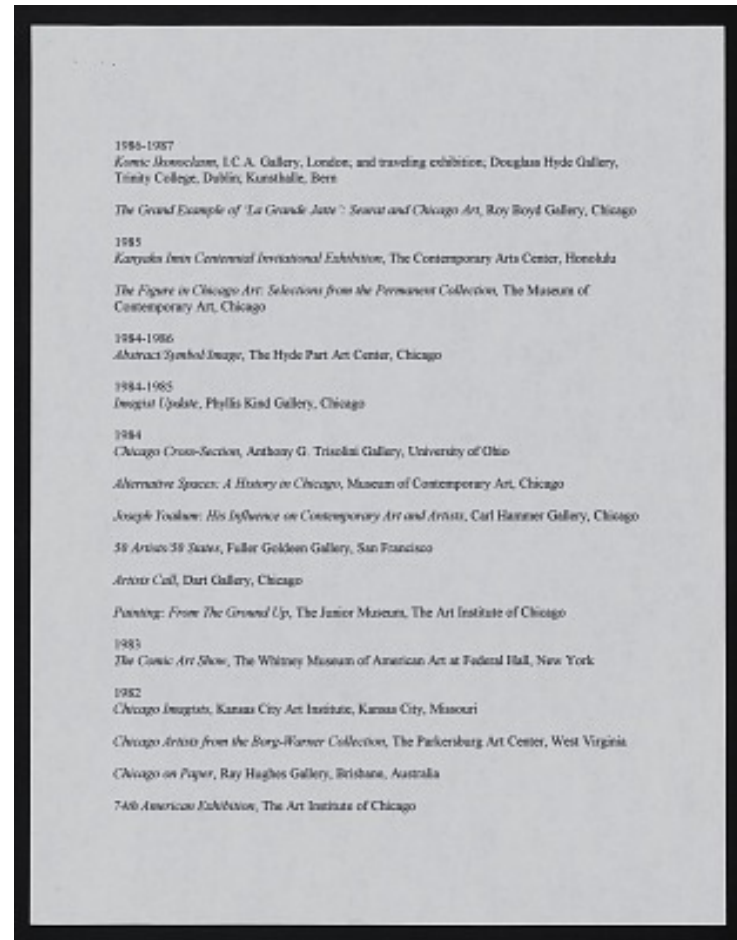 1986-1987
Komic Ikonoclasm, I.C.A. Gallery, London; and traveling exhibition; Douglass Hyde Gallery,
Trinity College, Dublin; Kunsthalle, Bern
The Grand Example of 'La Grande Jatte': Seurat and Chicago Art, Roy Boyd Gallery, Chicago
1985
Kanyaku Imin Centennial Invitational Exhibition, The Contemporary Arts Center, Honolulu
The Figure in Chicago Art: Selections from the Permanent Collection, The Museum of
Contemporary Art, Chicago
1984-1986
Abstract/Symbol/Image, The Hyde Part Art Center, Chicago
1984-1985
Imagist Update, Phyllis Kind Gallery, Chicago
1984
Chicago Cross-Section, Anthony G. Trisolini Gallery, University of Ohio
Alternative Spaces: A History in Chicago, Museum of Contemporary Art, Chicago
Joseph Yoakum: His Influence on Contemporary Art and Artists, Carl Hammer Gallery, Chicago
50 Artists/50 States, Fuller Goldeen Gallery, San Francisco
Artists Call, Dart Gallery, Chicago
Painting: From The Ground Up, The Junior Museum, The Art Institute of Chicago
1983
The Comic Art Show, The Whitney Museum of American Art at Federal Hall, New York
1982
Chicago Imagists, Kansas City Art Institute, Kansas City, Missouri
Chicago Artists from the Borg-Warner Collection, The Parkersburg Art Center, West Virginia
Chicago on Paper, Ray Hughes Gallery, Brisbane, Australia
74th American Exhibition, The Art Institute of Chicago